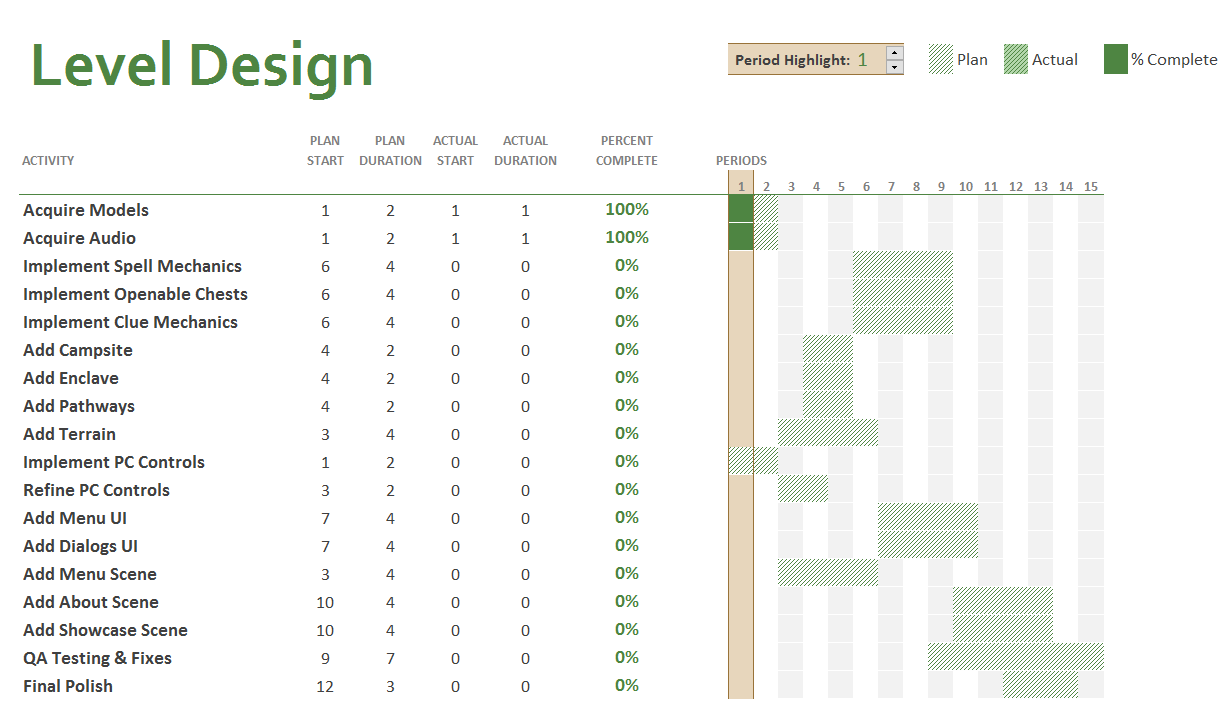 Level Design
Period Highlight: 1
Plan
Actual
% Complete
ACTIVITY PLAN START PLAN DURATION ACTUAL START ACTUAL DURATION PERCENT COMPLETE PERIODS
1 2 3 4 5 6 7 8 9 10 11 12 13 14 15
Acquire Models 1 2 1 1 100%
Acquire Audio 1 2 1 1 100%
Implement Spell Mechanics 6 4 0 0 0%
Implement Openable Chests 6 4 0 0 0%
Implement Clue Mechanics 6 4 0 0 0%
Add Campsite 4 2 0 0 0%
Add Enclave 4 2 0 0 0%
Add Pathways 4 2 0 0 0%
Add Terrain 3 4 0 0 0%
Implement PC Controls 1 2 0 0 0%
Refine PC Controls 3 2 0 0 0%
Add Menu UI 7 4 0 0 0%
Add Dialogs UI 7 4 0 0 0%
Add Menu Scene 3 4 0 0 0%
Add About Scene 10 4 0 0 0%
Add Showcase Scene 10 4 0 0 0%
QA Testing & Fixes 9 7 0 0 0%
Final Polish 12 3 0 0 0%